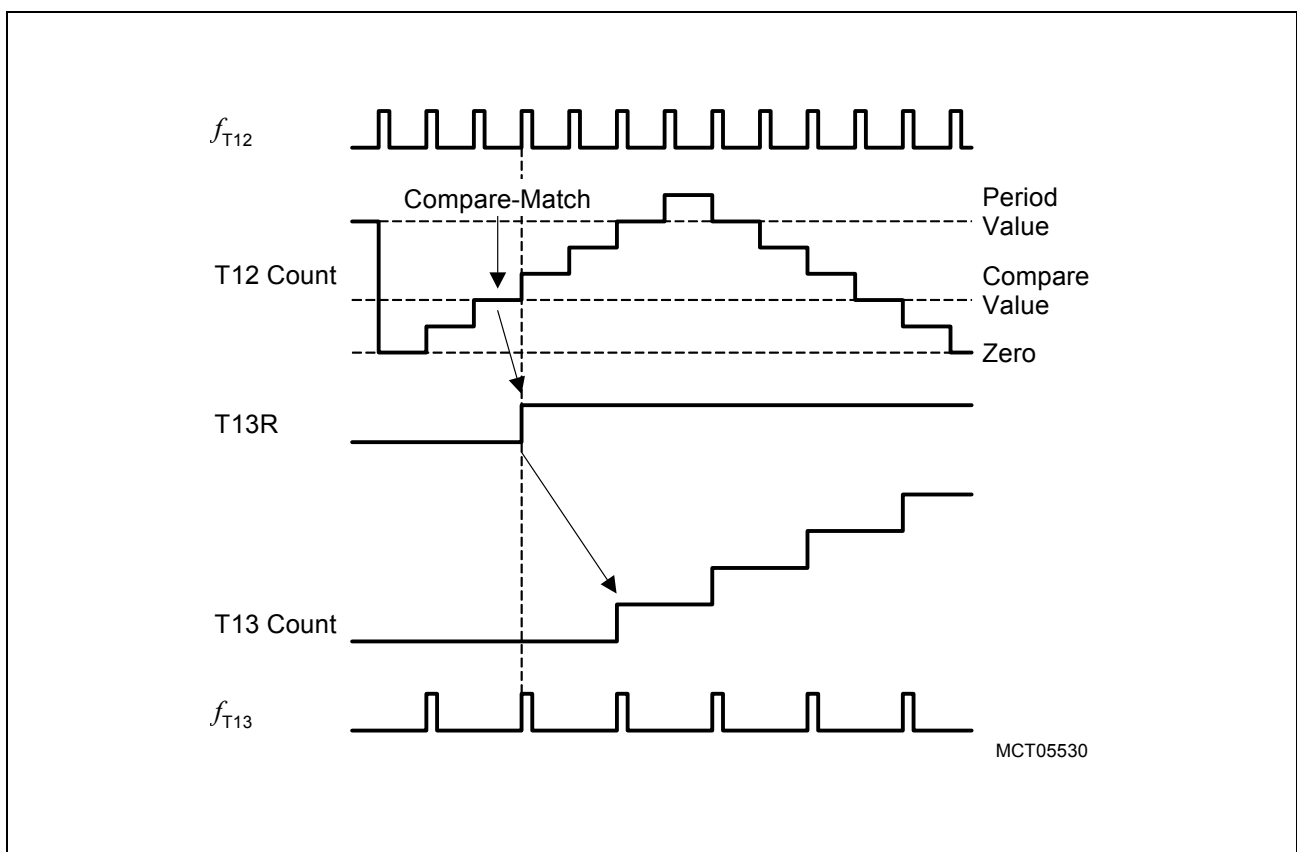 fT12
Compare-Match
Period
Value
T12 Count
Compare
Value
Zero
T13R
T13 Count
fT13
MCT05530